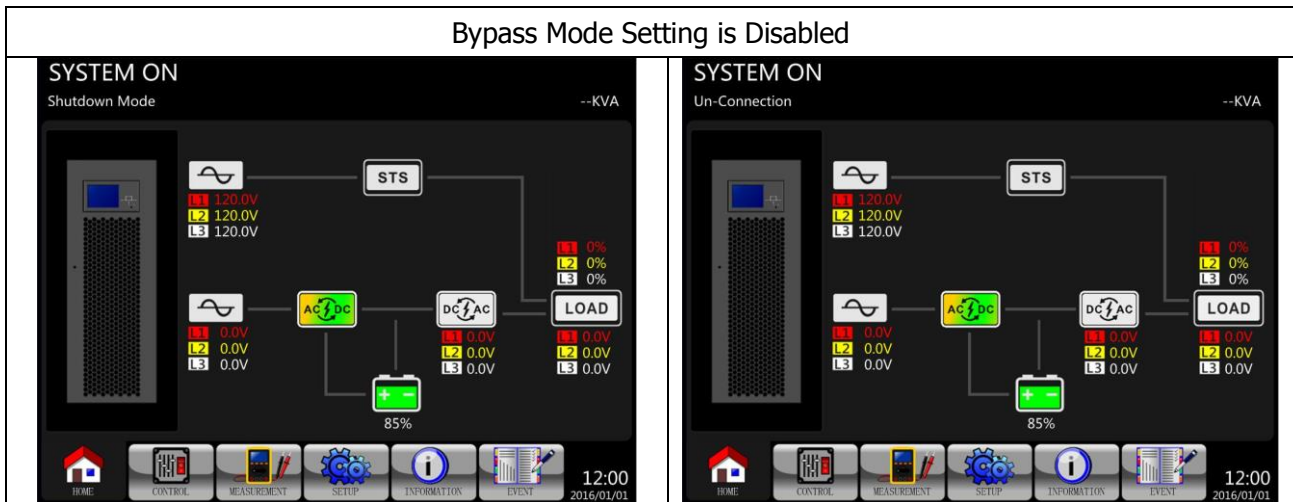 Bypass Mode Setting is Disabled
SYSTEM ON
Shutdown Mode
--KVA
STS
L1 120.0V
L2 120.0V
L3 120.0V
L1 0%
L2 0%
L3 0%
AC DC
DC AC
LOAD
L1 0.0V
L2 0.0V
L3 0.0V
L1 0.0V
L2 0.0V
L3 0.0V
L1 0.0V
L2 0.0V
L3 0.0V
+ -
85%
HOME
CONTROL
MEASUREMENT
SETUP
INFORMATION
EVENT
12:00
2016/01/01
SYSTEM ON
Un-Connection
--KVA
STS
L1 120.0V
L2 120.0V
L3 120.0V
L1 0%
L2 0%
L3 0%
AC DC
DC AC
LOAD
L1 0.0V
L2 0.0V
L3 0.0V
L1 0.0V
L2 0.0V
L3 0.0V
L1 0.0V
L2 0.0V
L3 0.0V
+ -
85%
HOME
CONTROL
MEASUREMENT
SETUP
INFORMATION
EVENT
12:00
2016/01/01